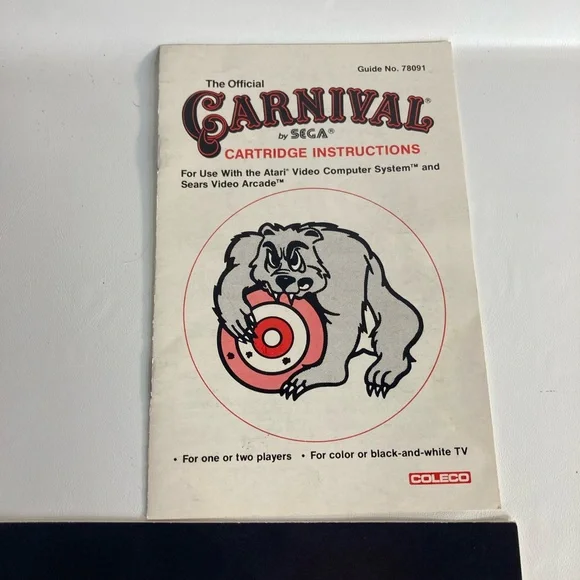 Guide No. 78091
The Official
CARNIVAL®
by SEGA®
CARTRIDGE INSTRUCTIONS
For Use With the Atari® Video Computer System™ and
Sears Video Arcade™
• For one or two players • For color or black-and-white TV
COLECO